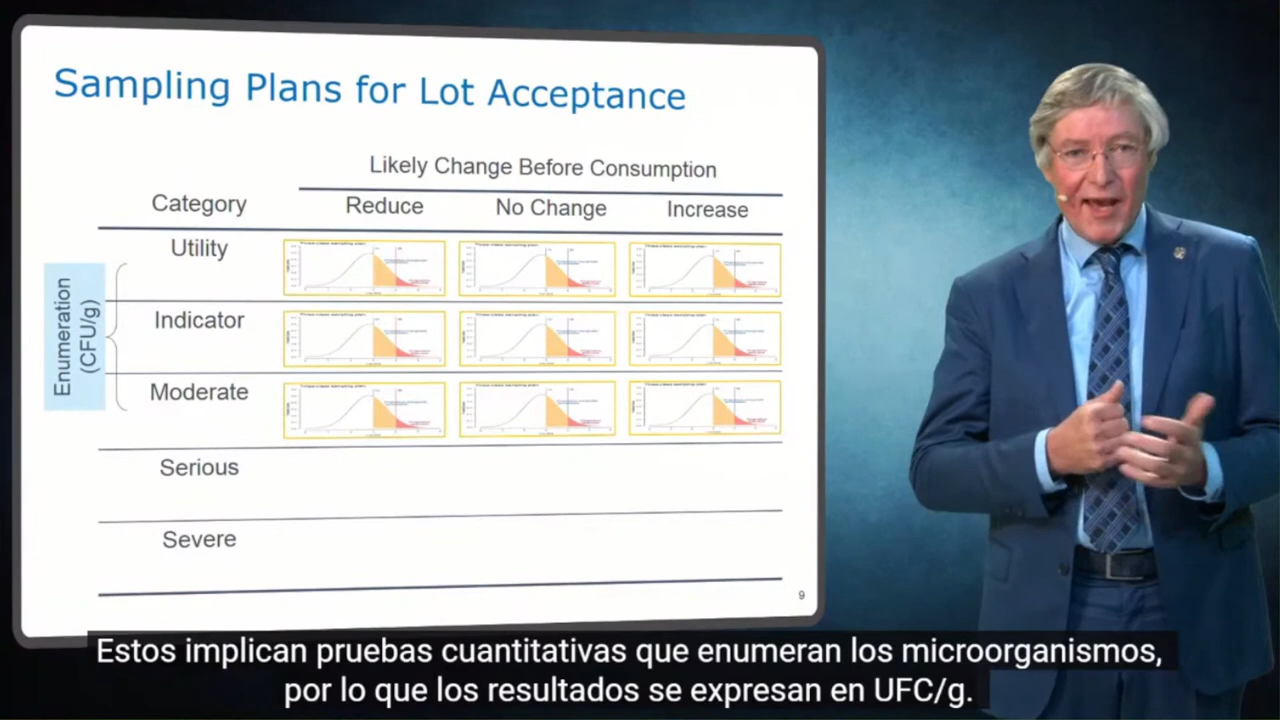 Sampling Plans for Lot Acceptance
Likely Change Before Consumption
Category
Reduce
No Change
Increase
Utility
Enumeration
(CFU/g)
Indicator
Moderate
Serious
Severe
9
Estos implican pruebas cuantitativas que enumeran los microorganismos,
por lo que los resultados se expresan en UFC/g.